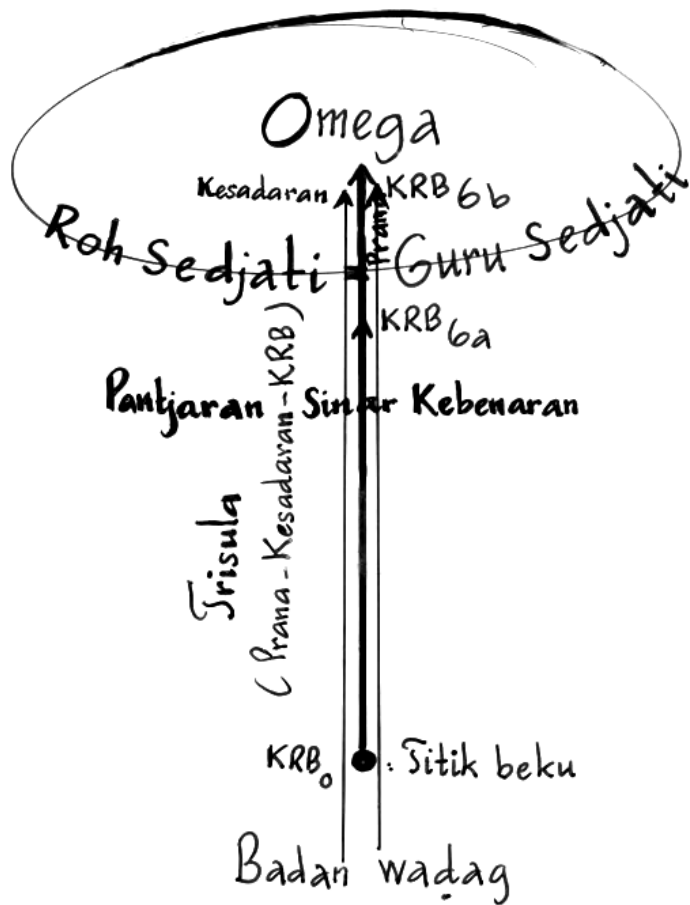 Omega
Kesadaran
KRB 6b
Prana
Roh Sedjati = Guru Sedjati
KRB 6a
Pantjaran Sinar Kebenaran
Trisula
(Prana-Kesadaran-KRB)
KRB0 : Titik beku
Badan waḍag